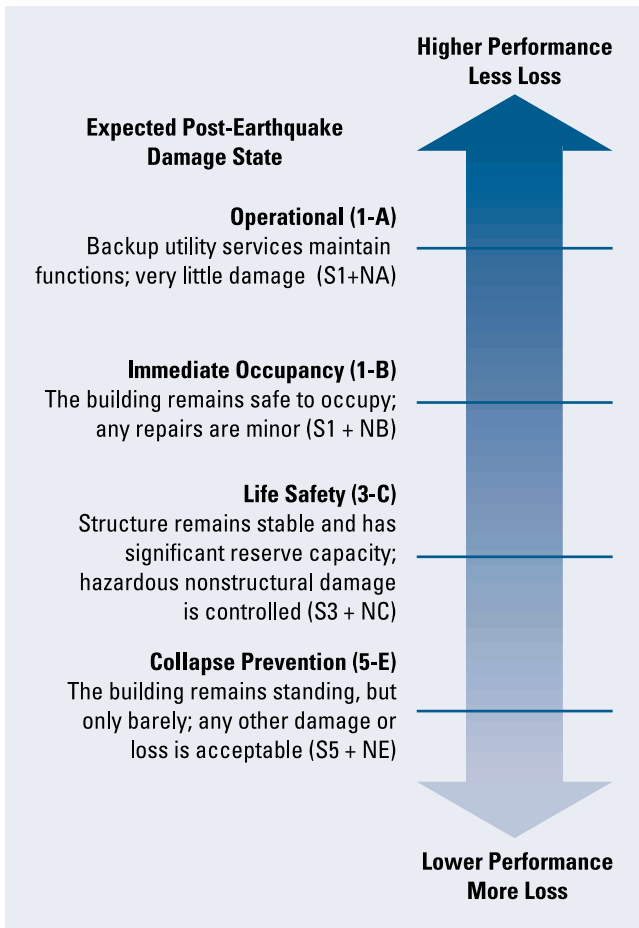 Higher Performance
Less Loss
Expected Post-Earthquake
Damage State
Operational (1-A)
Backup utility services maintain
functions; very little damage (S1+NA)
Immediate Occupancy (1-B)
The building remains safe to occupy;
any repairs are minor (S1 + NB)
Life Safety (3-C)
Structure remains stable and has
significant reserve capacity;
hazardous nonstructural damage
is controlled (S3 + NC)
Collapse Prevention (5-E)
The building remains standing, but
only barely; any other damage or
loss is acceptable (S5 + NE)
Lower Performance
More Loss